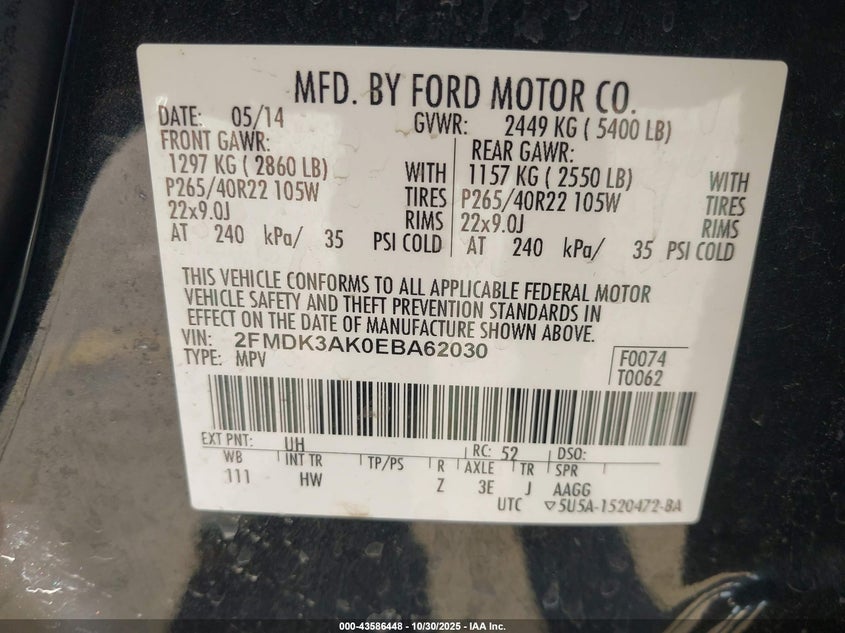 MFD. BY FORD MOTOR CO.
DATE: 05/14 GVWR: 2449 KG ( 5400 LB)
FRONT GAWR: REAR GAWR:
1297 KG ( 2860 LB) WITH 1157 KG ( 2550 LB) WITH
P265/40R22 105W TIRES P265/40R22 105W TIRES
22x9.0J RIMS 22x9.0J RIMS
AT 240 kPa/ 35 PSI COLD AT 240 kPa/ 35 PSI COLD
THIS VEHICLE CONFORMS TO ALL APPLICABLE FEDERAL MOTOR
VEHICLE SAFETY AND THEFT PREVENTION STANDARDS IN
EFFECT ON THE DATE OF MANUFACTURE SHOWN ABOVE.
VIN: 2FMDK3AK0EBA62030
TYPE: MPV
F0074
T0062
EXT PNT: UH RC: 52 DSO:
WB INT TR TP/PS R AXLE TR SPR
111 HW Z 3E J AAGG
UTC ▽5U5A-1520472-BA
000-43586448 - 10/30/2025 - IAA Inc.